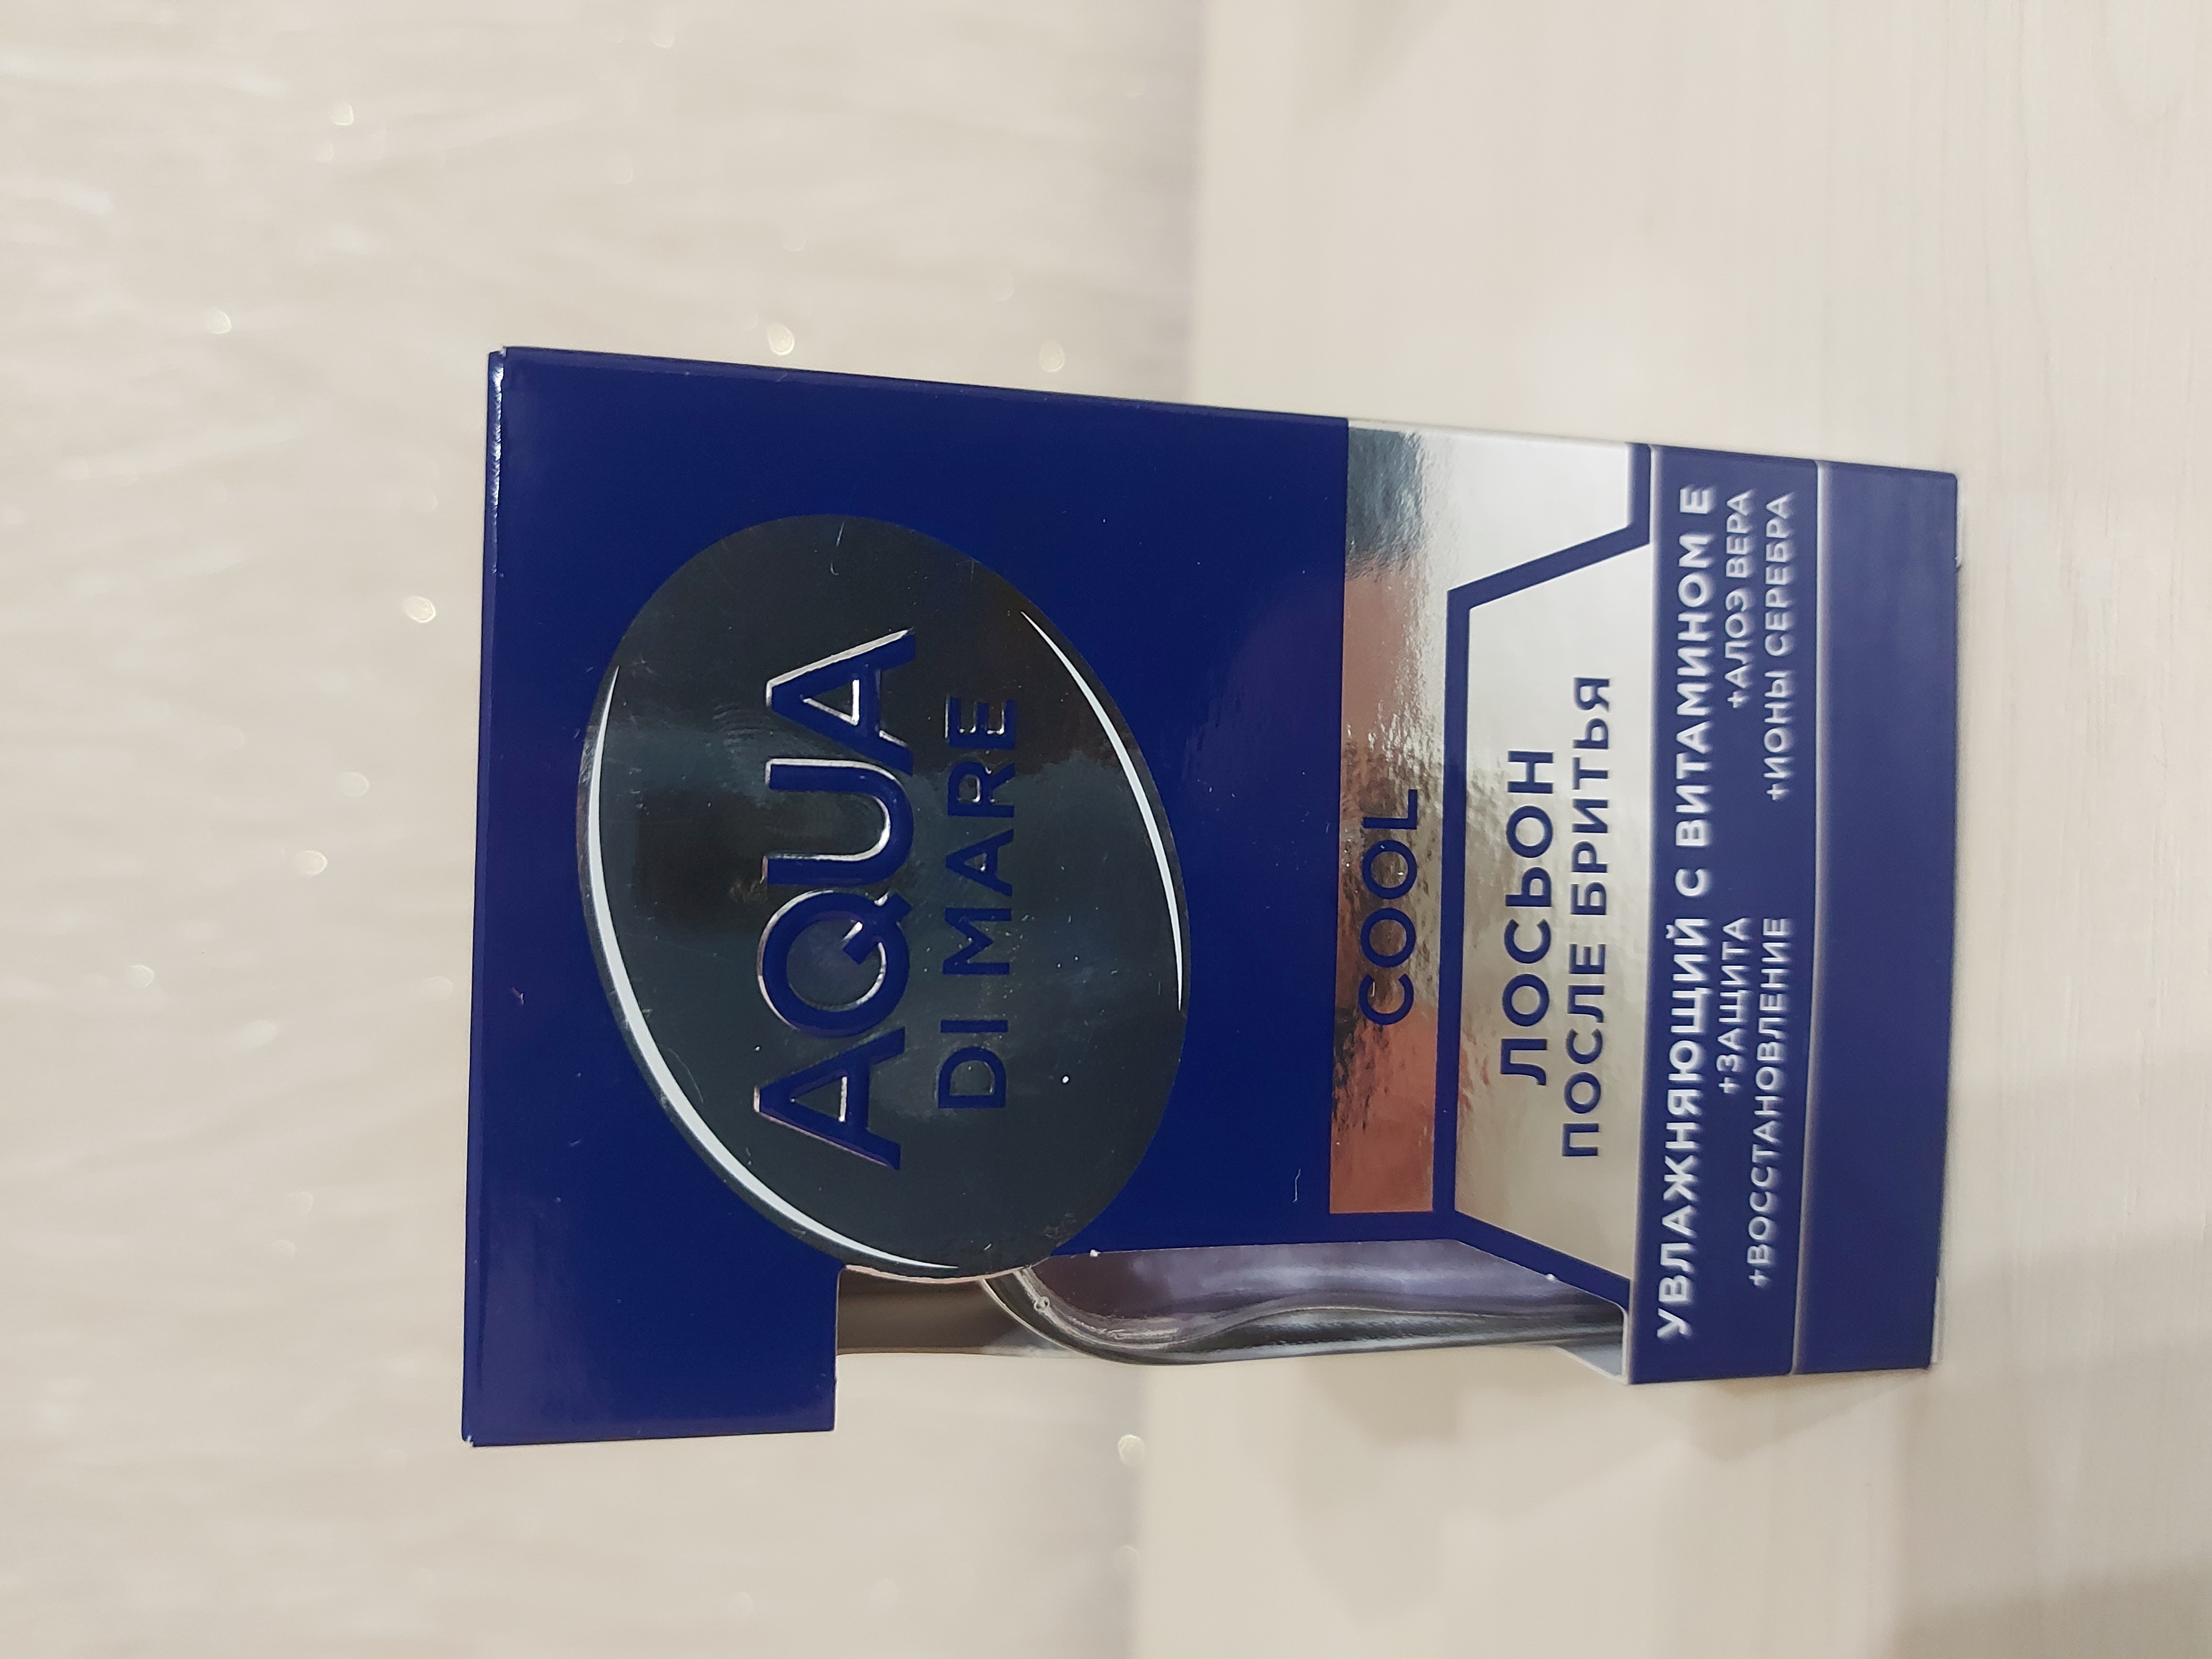 AQUA
DI MARE
COOL
ЛОСЬОН
ПОСЛЕ БРИТЬЯ
УВЛАЖНЯЮЩИЙ С ВИТАМИНОМ Е
+ЗАЩИТА +АЛОЭ ВЕРА
+ВОССТАНОВЛЕНИЕ +ИОНЫ СЕРЕБРА